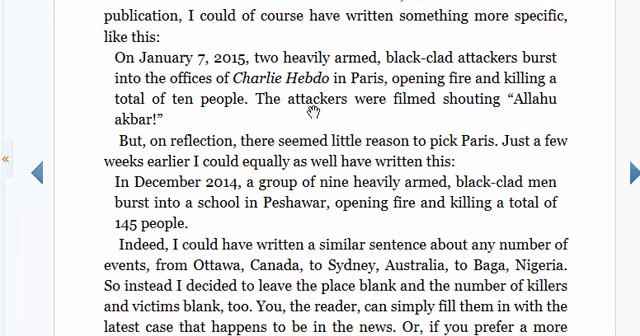 publication, I could of course have written something more specific,
like this:
On January 7, 2015, two heavily armed, black-clad attackers burst
into the offices of Charlie Hebdo in Paris, opening fire and killing a
total of ten people. The attackers were filmed shouting “Allahu
akbar!”
But, on reflection, there seemed little reason to pick Paris. Just a few
weeks earlier I could equally as well have written this:
In December 2014, a group of nine heavily armed, black-clad men
burst into a school in Peshawar, opening fire and killing a total of
145 people.
Indeed, I could have written a similar sentence about any number of
events, from Ottawa, Canada, to Sydney, Australia, to Baga, Nigeria.
So instead I decided to leave the place blank and the number of killers
and victims blank, too. You, the reader, can simply fill them in with the
latest case that happens to be in the news. Or, if you prefer a more